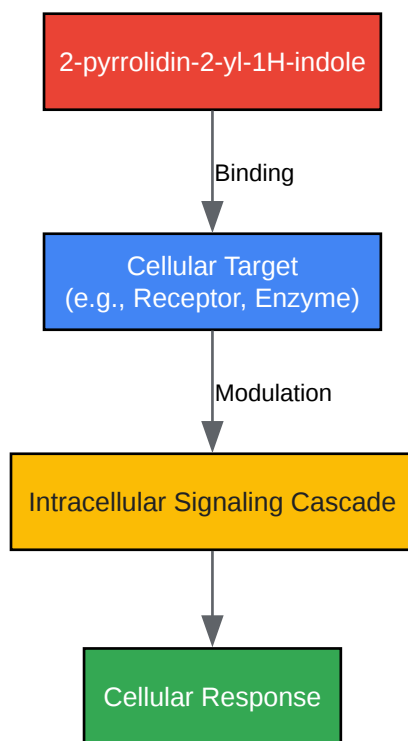 2-pyrrolidin-2-yl-1H-indole
Binding
Cellular Target
(e.g., Receptor, Enzyme)
Modulation
Intracellular Signaling Cascade
Cellular Response